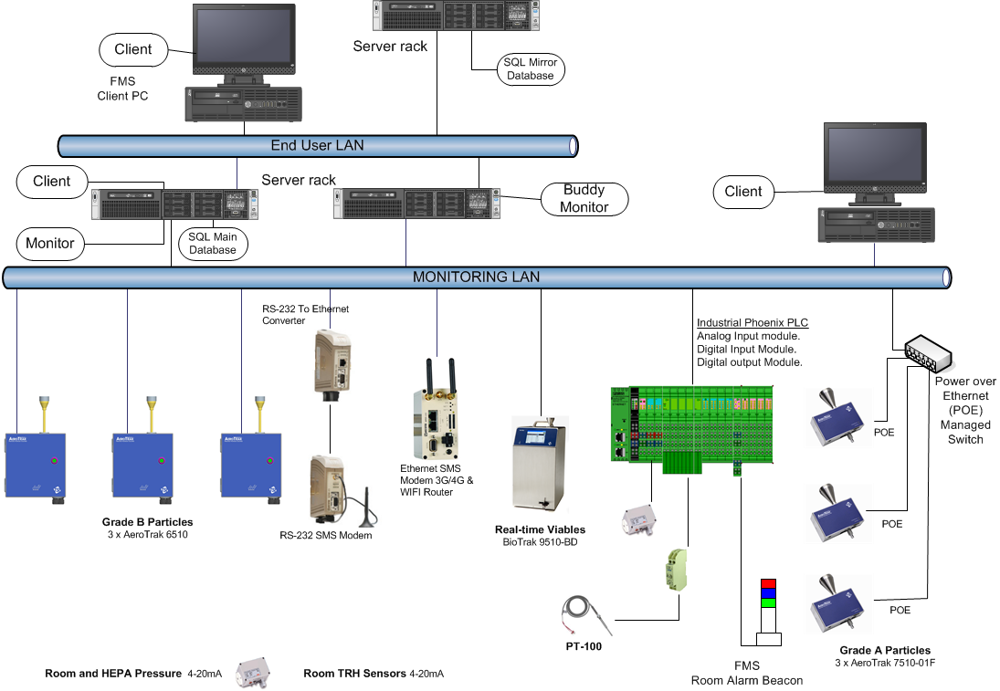 Client
FMS
Client PC
Server rack
SQL Mirror
Database
End User LAN
Client
Server rack
Monitor
SQL Main
Database
Buddy
Monitor
Client
MONITORING LAN
RS-232 To Ethernet
Converter
Industrial Phoenix PLC
Analog Input module.
Digital Input Module.
Digital output Module.
Power over
Ethernet
(POE)
Managed
Switch
POE
POE
POE
AeroTrak
AeroTrak
AeroTrak
Grade B Particles
3 x AeroTrak 6510
RS-232 SMS Modem
Ethernet SMS
Modem 3G/4G &
WIFI Router
Real-time Viables
BioTrak 9510-BD
PT-100
FMS
Room Alarm Beacon
Grade A Particles
3 x AeroTrak 7510-01F
Room and HEPA Pressure 4-20mA
Room TRH Sensors 4-20mA